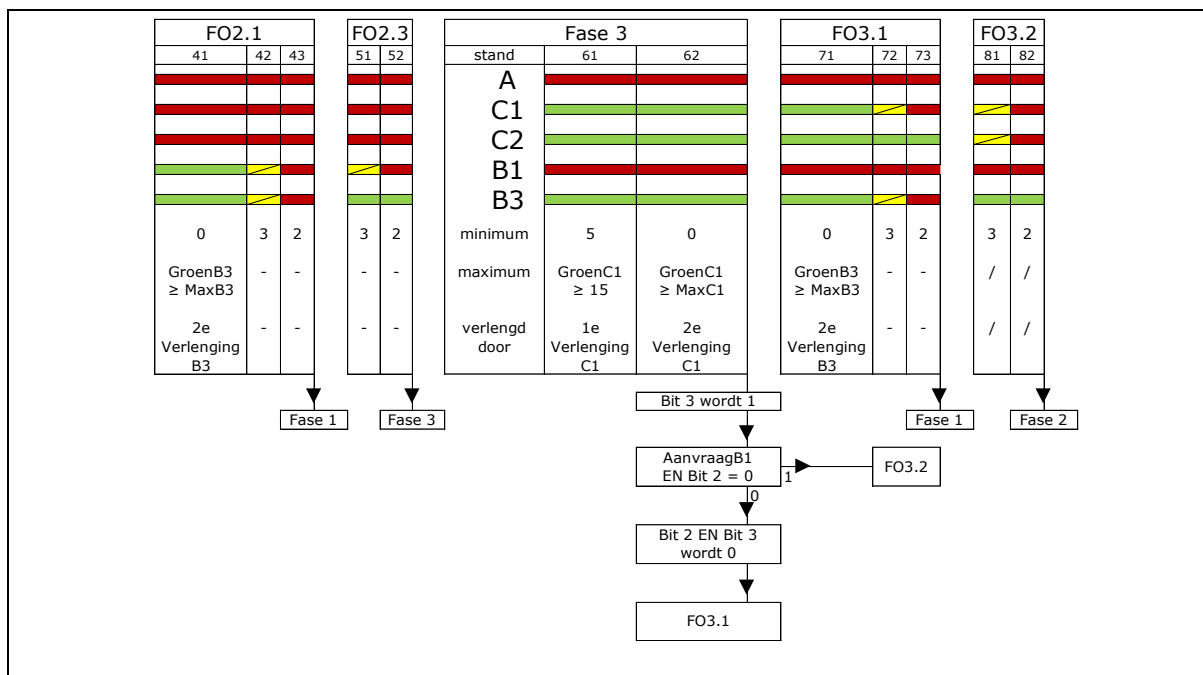 FO2.1 FO2.3 Fase 3 FO3.1 FO3.2
41 42 43 51 52 stand 61 62 71 72 73 81 82
A
C1
C2
B1
B3
0 3 2 3 2 minimum 5 0 0 3 2 3 2
GroenB3 - - - - maximum GroenC1 GroenC1 GroenB3 - - / /
≥ MaxB3 ≥ 15 ≥ MaxC1 ≥ MaxB3
2e - - - - verlengd 1e 2e 2e - - / /
Verlenging door Verlenging Verlenging Verlenging
B3 C1 C1 B3
Bit 3 wordt 1
Fase 1 Fase 3 Fase 1 Fase 2
AanvraagB1
EN Bit 2 = 0 1 FO3.2
0
Bit 2 EN Bit 3
wordt 0
FO3.1